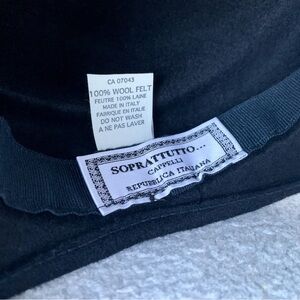 CA 07043
100% WOOL FELT
FEUTRE 100% LAINE
MADE IN ITALY
FABRIQUE EN ITALIE
DO NOT WASH
A NE PAS LAVER
SOPRATTUTTO...
CAPPELLI
REPUBBLICA ITALIANA